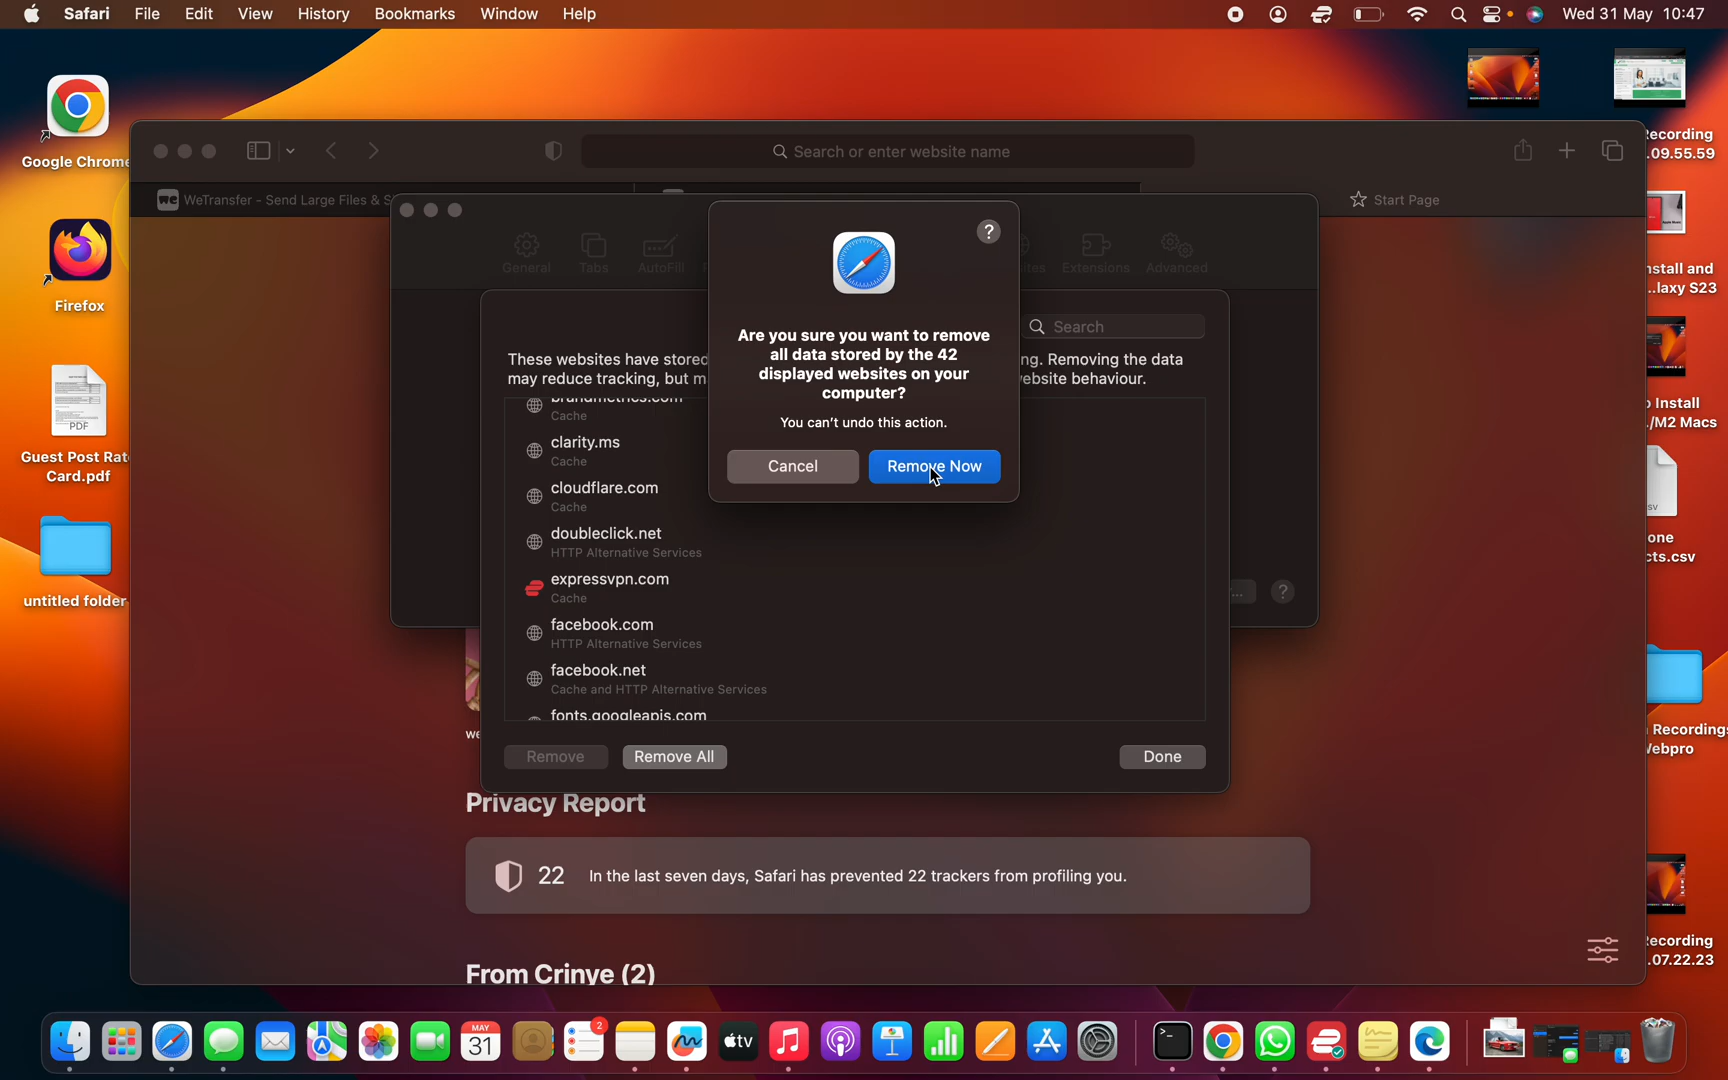 Safari File Edit View History Bookmarks Window Help Wed 31 May 10:47
Google Chrome
Firefox
PDF
Guest Post Rat
Card.pdf
untitled folder
Search or enter website name
WeTransfer - Send Large Files & S
Start Page
General Tabs AutoFill Extensions Advanced
Search
These websites have stored ng. Removing the data
may reduce tracking, but m ebsite behaviour.
Cache
clarity.ms
Cache
cloudflare.com
Cache
doubleclick.net
HTTP Alternative Services
expressvpn.com
Cache
facebook.com
HTTP Alternative Services
facebook.net
Cache and HTTP Alternative Services
fonts.googleapis.com
Remove Remove All Done
?
Are you sure you want to remove
all data stored by the 42
displayed websites on your
computer?
You can't undo this action.
Cancel Remove Now
... ?
we
Privacy Report
22 In the last seven days, Safari has prevented 22 trackers from profiling you.
From Crinye (2)
ecording
.09.55.59
nstall and
...laxy S23
o Install
./M2 Macs
sv
one
cts.csv
Recordings
Vebpro
ecording
.07.22.23
MAY
31
2
tv